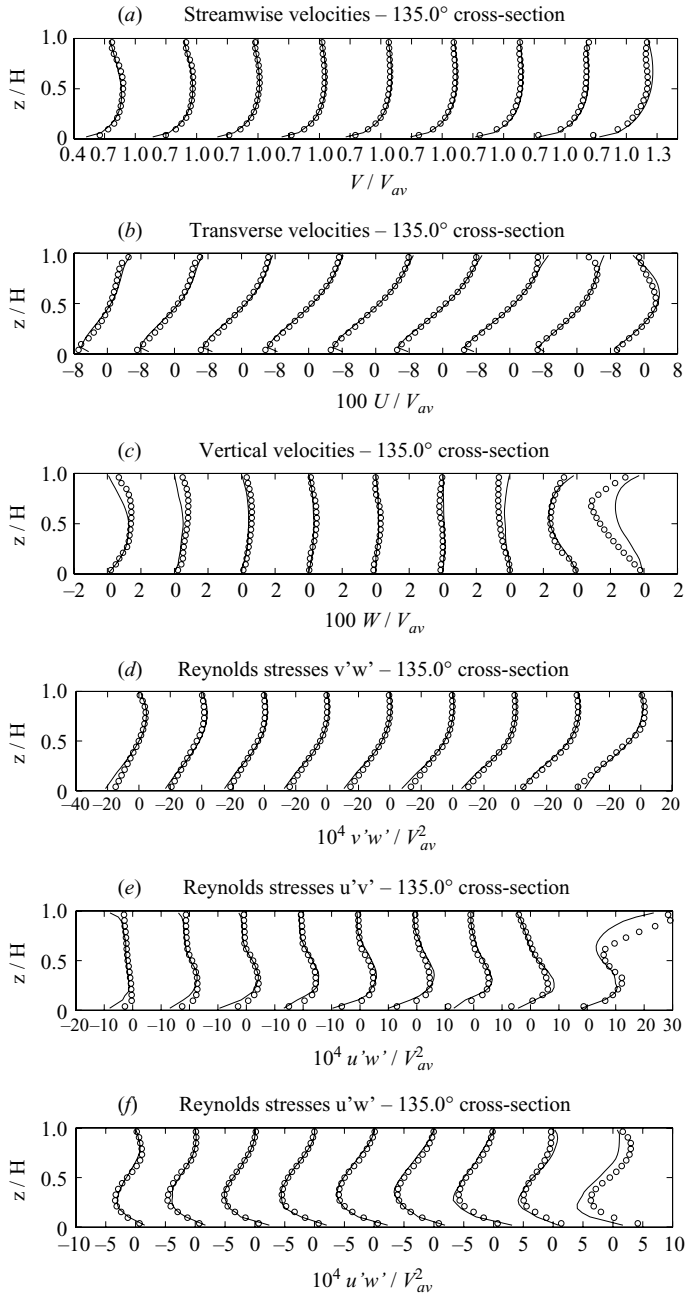 (a) Streamwise velocities – 135.0° cross-section
1.0
z / H
0.5
0
0.4 0.7 1.0 0.7 1.0 0.7 1.0 0.7 1.0 0.7 1.0 0.7 1.0 0.7 1.0 0.7 1.0 0.7 1.0 1.3
V / V_av
(b) Transverse velocities – 135.0° cross-section
1.0
z / H
0.5
0
–8 0 –8 0 –8 0 –8 0 –8 0 –8 0 –8 0 –8 0 –8 0 8
100 U / V_av
(c) Vertical velocities – 135.0° cross-section
1.0
z / H
0.5
0
–2 0 2 0 2 0 2 0 2 0 2 0 2 0 2 0 2 0 2
100 W / V_av
(d) Reynolds stresses v'w' – 135.0° cross-section
1.0
z / H
0.5
0
–40 –20 0 –20 0 –20 0 –20 0 –20 0 –20 0 –20 0 –20 0 –20 0 20
10⁴ v'w' / V²_av
(e) Reynolds stresses u'v' – 135.0° cross-section
1.0
z / H
0.5
0
–20 –10 0 –10 0 –10 0 –10 0 10 0 10 0 10 0 10 0 10 0 10 20 30
10⁴ u'w' / V²_av
(f) Reynolds stresses u'w' – 135.0° cross-section
1.0
z / H
0.5
0
–10 –5 0 –5 0 –5 0 –5 0 –5 0 –5 0 –5 0 5 0 5 0 5 10
10⁴ u'w' / V²_av